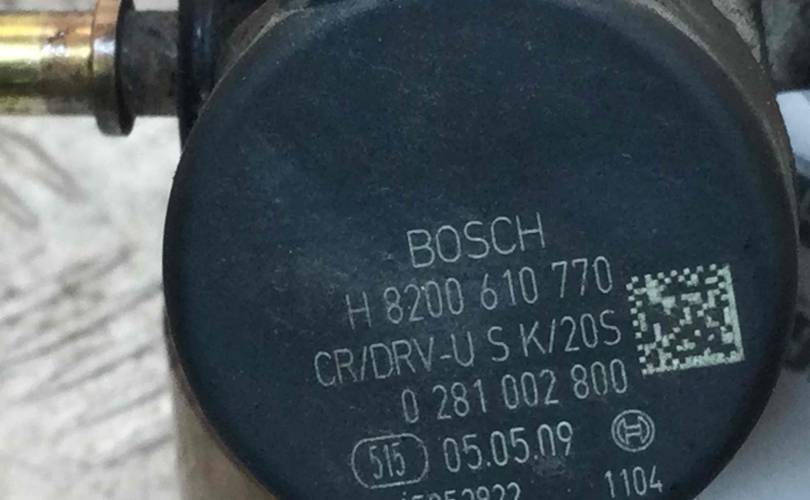 BOSCH
H 8200 610 770
CR/DRV-U S K/20S
0 281 002 800
515 05.05.09
1104